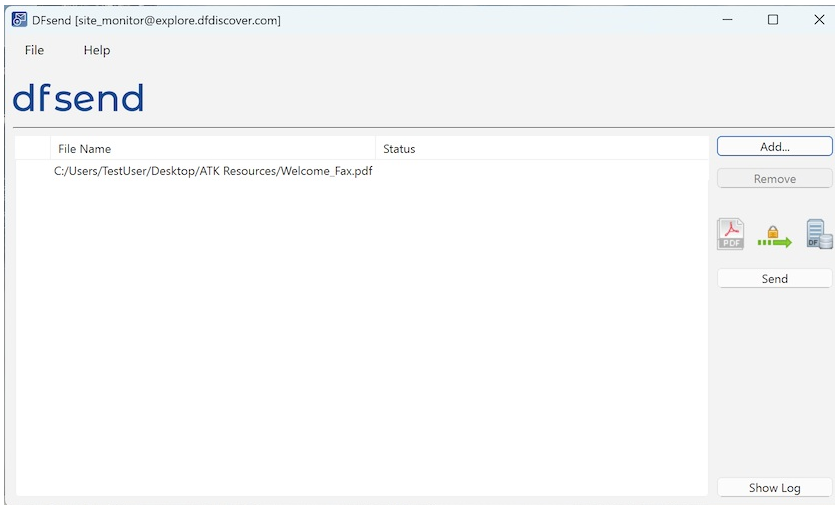 DFsend [site_monitor@explore.dfdiscover.com]
File Help
dfsend
File Name Status Add...
C:/Users/TestUser/Desktop/ATK Resources/Welcome_Fax.pdf
Remove
PDF DF
Send
Show Log